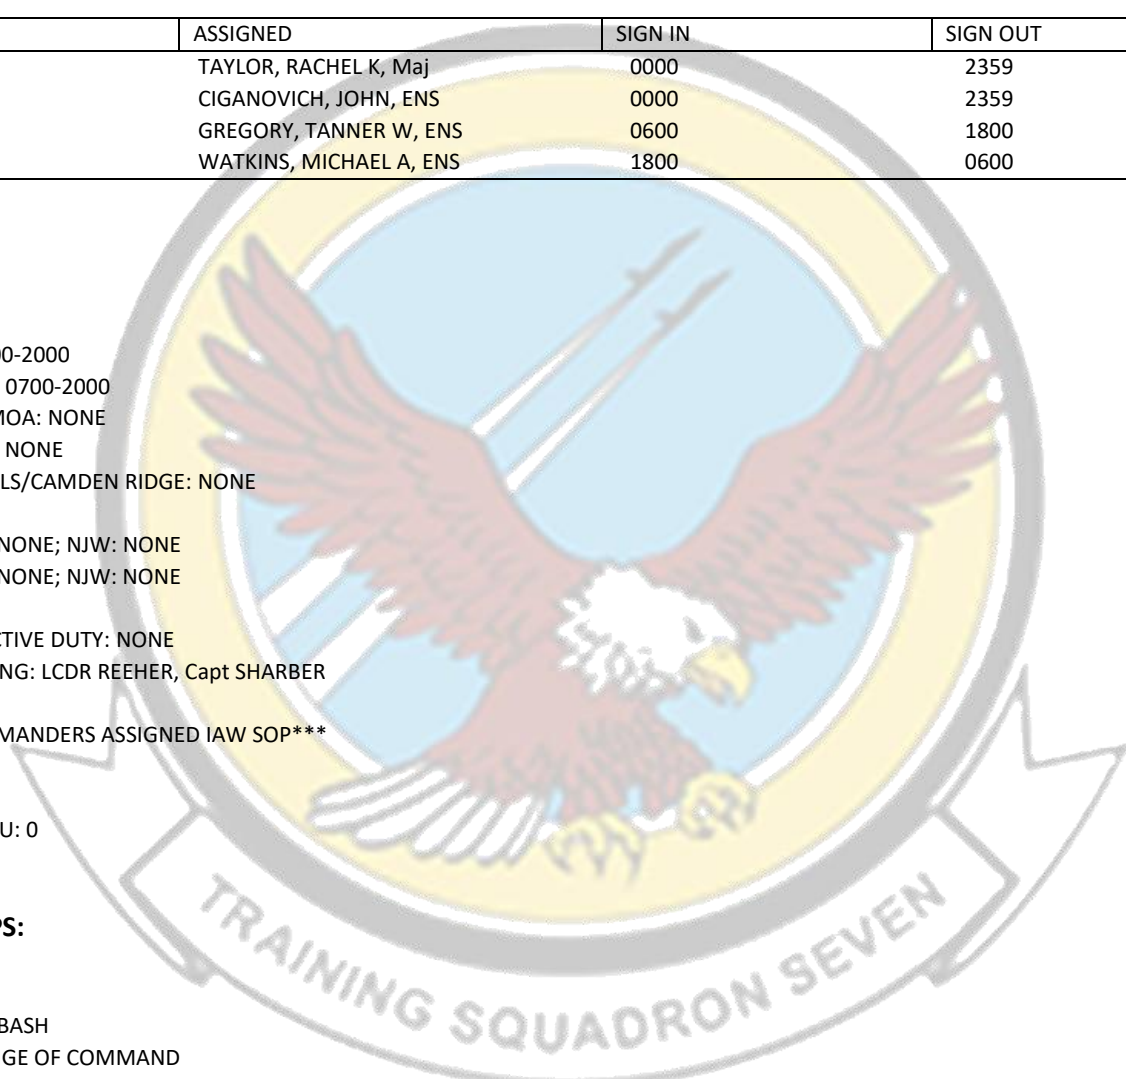 ASSIGNED SIGN IN SIGN OUT
TAYLOR, RACHEL K, Maj 0000 2359
CIGANOVICH, JOHN, ENS 0000 2359
GREGORY, TANNER W, ENS 0600 1800
WATKINS, MICHAEL A, ENS 1800 0600
00-2000
0700-2000
MOA: NONE
NONE
LS/CAMDEN RIDGE: NONE
NONE; NJW: NONE
NONE; NJW: NONE
CTIVE DUTY: NONE
NG: LCDR REEHER, Capt SHARBER
MANDERS ASSIGNED IAW SOP***
U: 0
PS:
BASH
GE OF COMMAND
TRAINING SQUADRON SEVEN